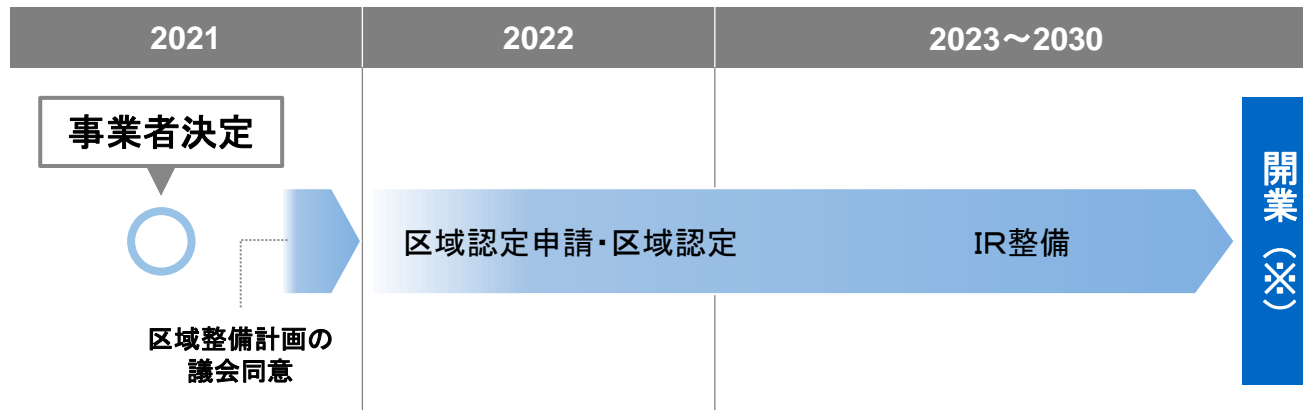 2021
2022
2023～2030
事業者決定
区域整備計画の
議会同意
区域認定申請・区域認定
IR整備
開業（※）